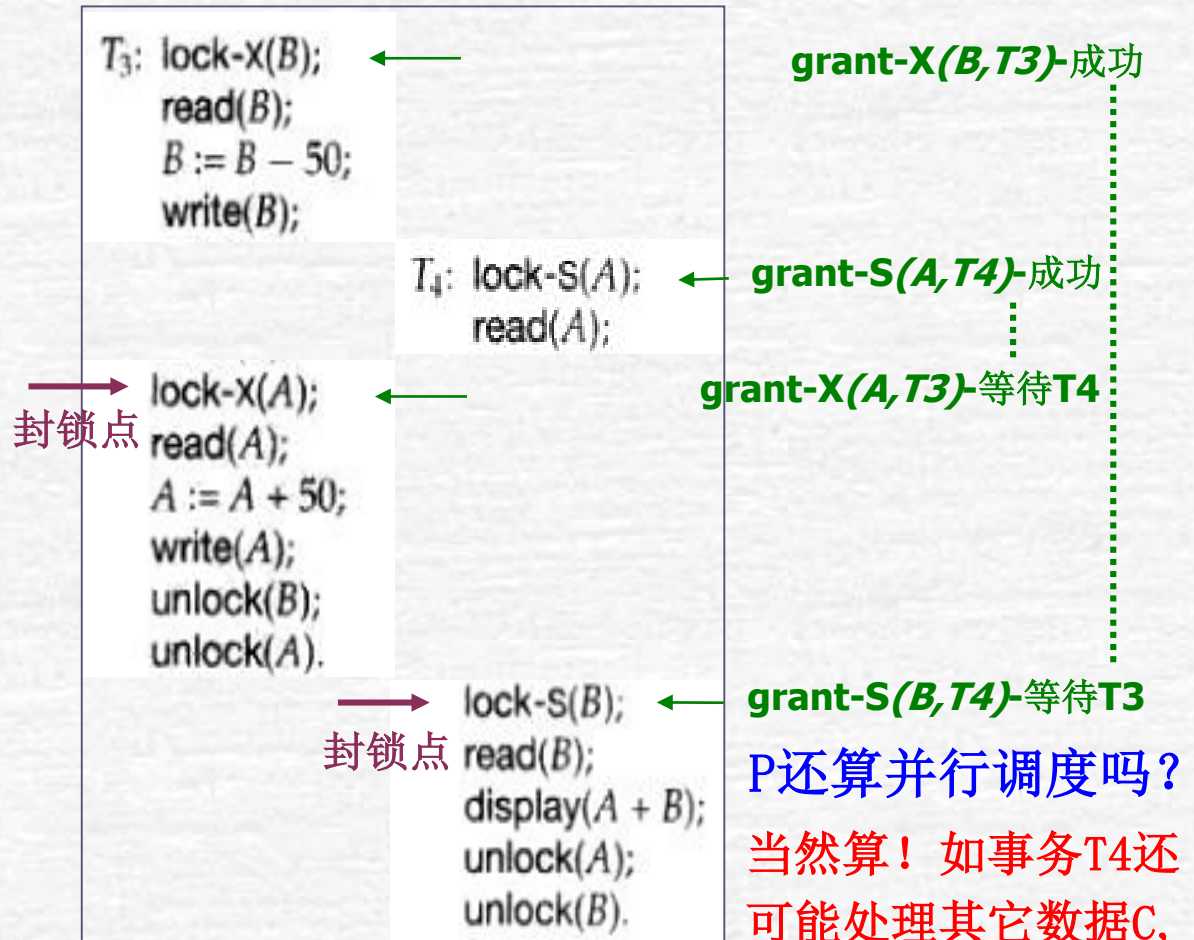 T3: lock-X(B);
grant-X(B,T3)-成功
read(B);
B := B − 50;
write(B);
T4: lock-S(A);
grant-S(A,T4)-成功
read(A);
lock-X(A);
grant-X(A,T3)-等待T4
封锁点
read(A);
A := A + 50;
write(A);
unlock(B);
unlock(A).
lock-S(B);
grant-S(B,T4)-等待T3
封锁点
read(B);
display(A + B);
unlock(A);
unlock(B).
P还算并行调度吗?
当然算！如事务T4还
可能处理其它数据C,